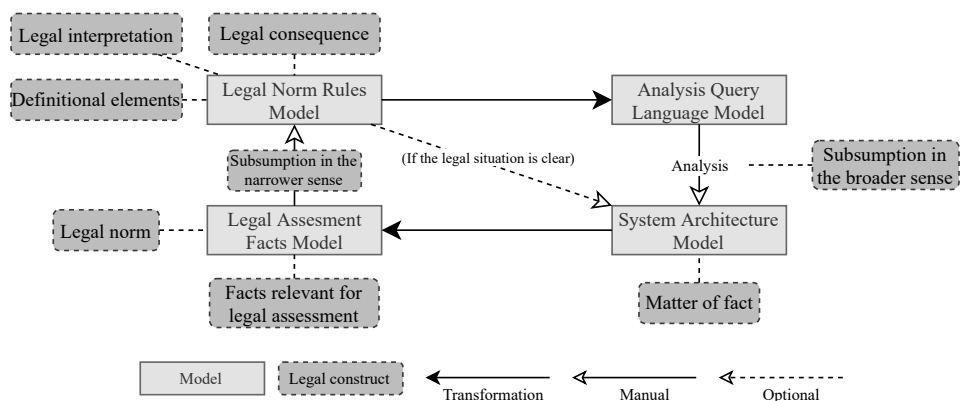 Legal interpretation
Legal consequence
Definitional elements
Legal Norm Rules
Model
Analysis Query
Language Model
Subsumption in the
narrower sense
(If the legal situation is clear)
Analysis
Subsumption in
the broader sense
Legal norm
Legal Assesment
Facts Model
System Architecture
Model
Facts relevant for
legal assessment
Matter of fact
Model
Legal construct
Transformation
Manual
Optional